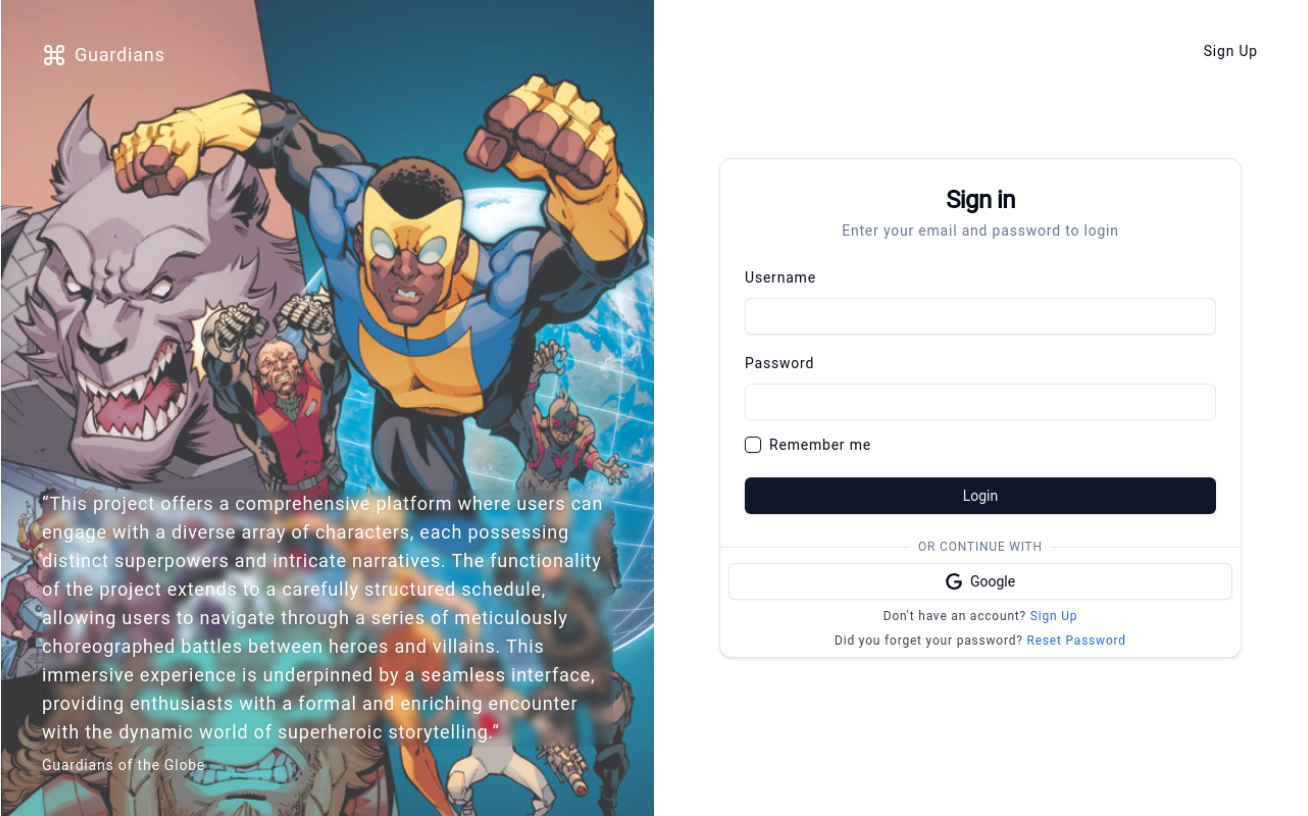 Guardians
“This project offers a comprehensive platform where users can
engage with a diverse array of characters, each possessing
distinct superpowers and intricate narratives. The functionality
of the project extends to a carefully structured schedule,
allowing users to navigate through a series of meticulously
choreographed battles between heroes and villains. This
immersive experience is underpinned by a seamless interface,
providing enthusiasts with a formal and enriching encounter
with the dynamic world of superheroic storytelling.”
Guardians of the Globe
Sign Up
Sign in
Enter your email and password to login
Username
Password
Remember me
Login
OR CONTINUE WITH
Google
Don't have an account? Sign Up
Did you forget your password? Reset Password